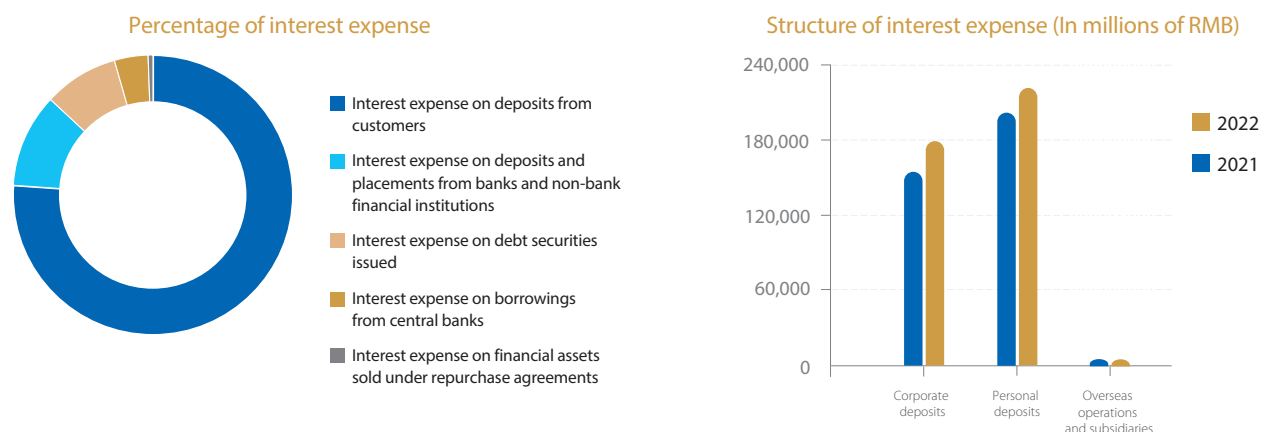 Percentage of interest expense
Interest expense on deposits from
customers
Interest expense on deposits and
placements from banks and non-bank
financial institutions
Interest expense on debt securities
issued
Interest expense on borrowings
from central banks
Interest expense on financial assets
sold under repurchase agreements
Structure of interest expense (In millions of RMB)
240,000
180,000
120,000
60,000
0
2022
2021
Corporate
deposits
Personal
deposits
Overseas
operations
and subsidiaries